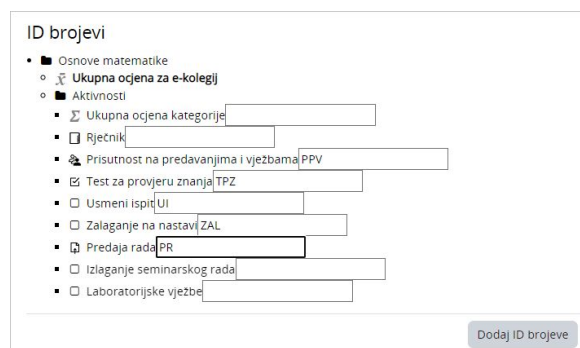 ID brojevi
Osnove matematike
x̄ Ukupna ocjena za e-kolegij
Aktivnosti
Σ Ukupna ocjena kategorije
Rječnik
Prisutnost na predavanjima i vježbama PPV
Test za provjeru znanja TPZ
Usmeni ispit UI
Zalaganje na nastavi ZAL
Predaja rada PR
Izlaganje seminarskog rada
Laboratorijske vježbe
Dodaj ID brojeve